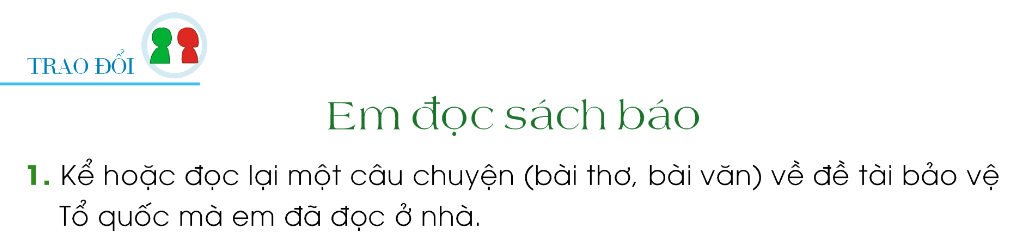 TRAO ĐỔI
Em đọc sách báo
1. Kể hoặc đọc lại một câu chuyện (bài thơ, bài văn) về đề tài bảo vệ
Tổ quốc mà em đã đọc ở nhà.